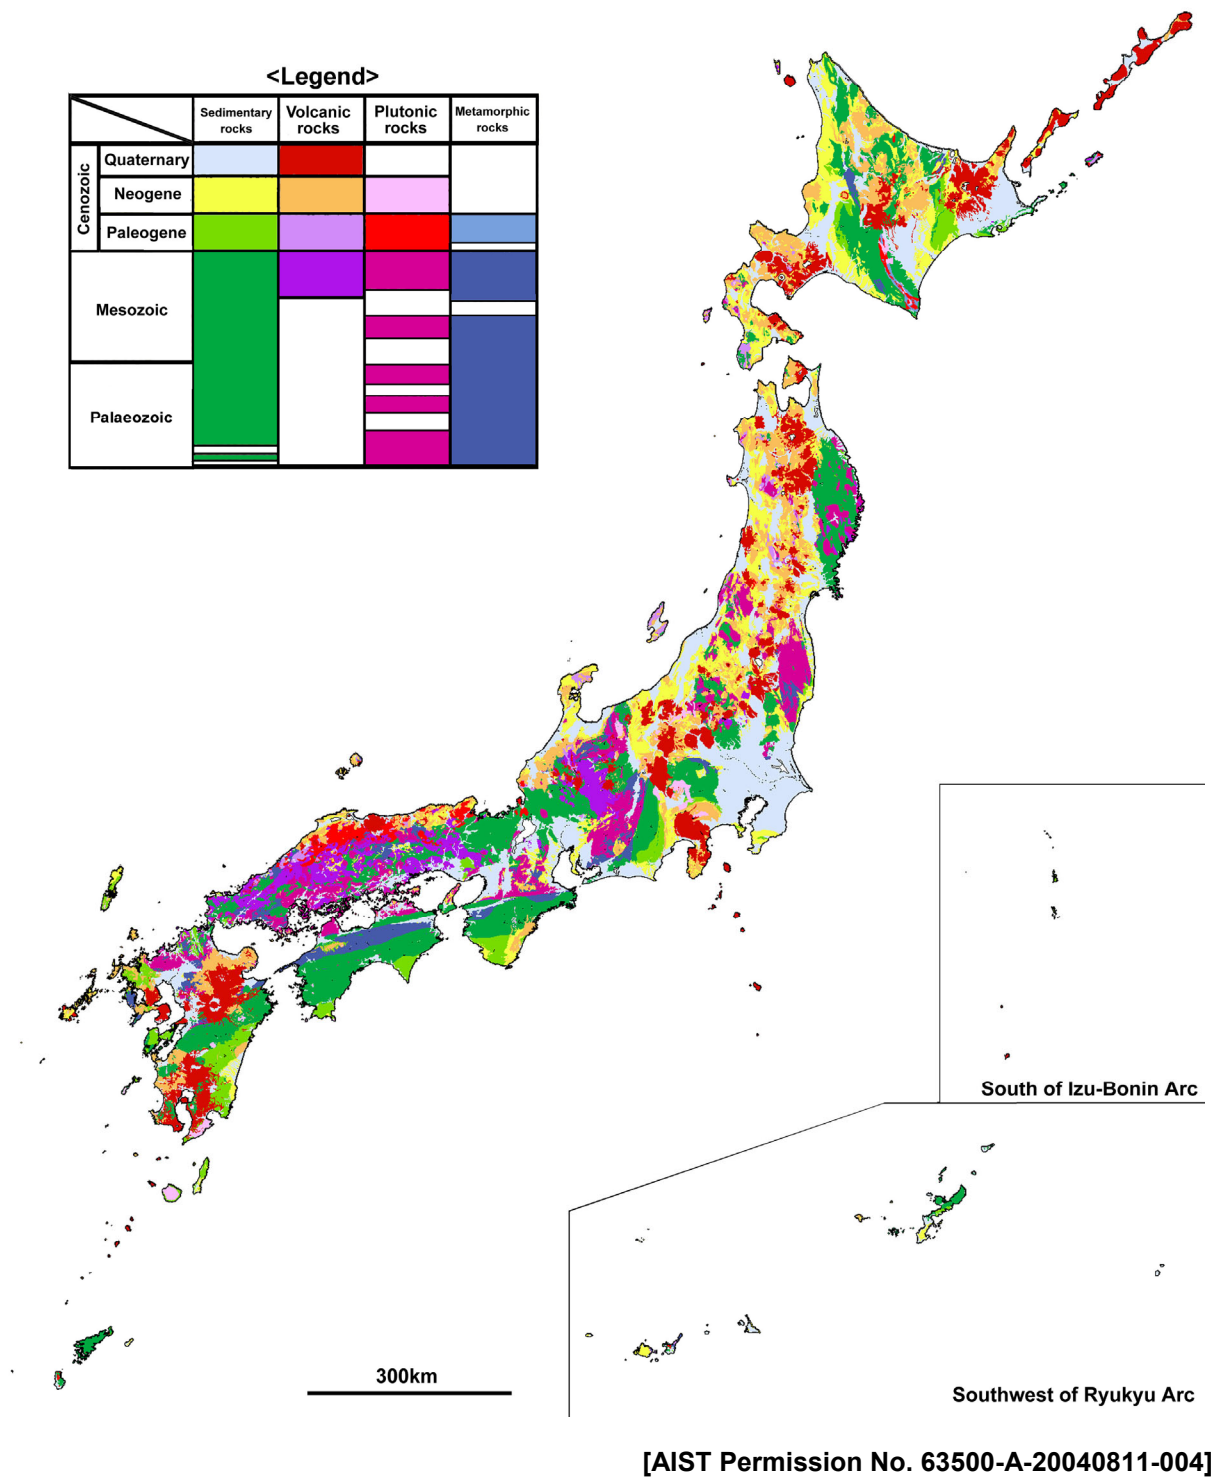 <Legend>
Sedimentary rocks
Volcanic rocks
Plutonic rocks
Metamorphic rocks
Cenozoic
Quaternary
Neogene
Paleogene
Mesozoic
Palaeozoic
South of Izu-Bonin Arc
300km
Southwest of Ryukyu Arc
[AIST Permission No. 63500-A-20040811-004]